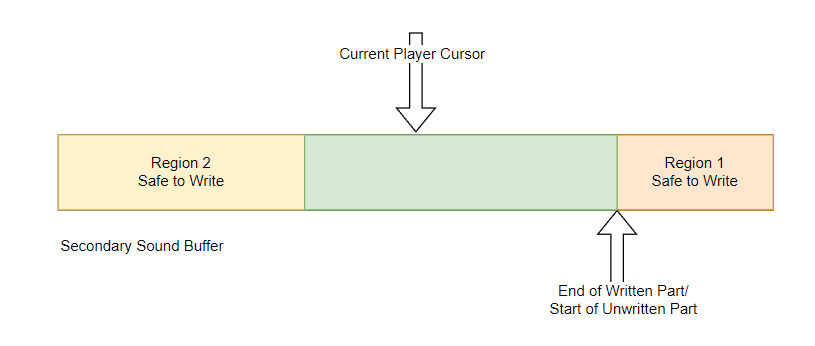 Current Player Cursor
Region 2
Safe to Write
Region 1
Safe to Write
Secondary Sound Buffer
End of Written Part/
Start of Unwritten Part